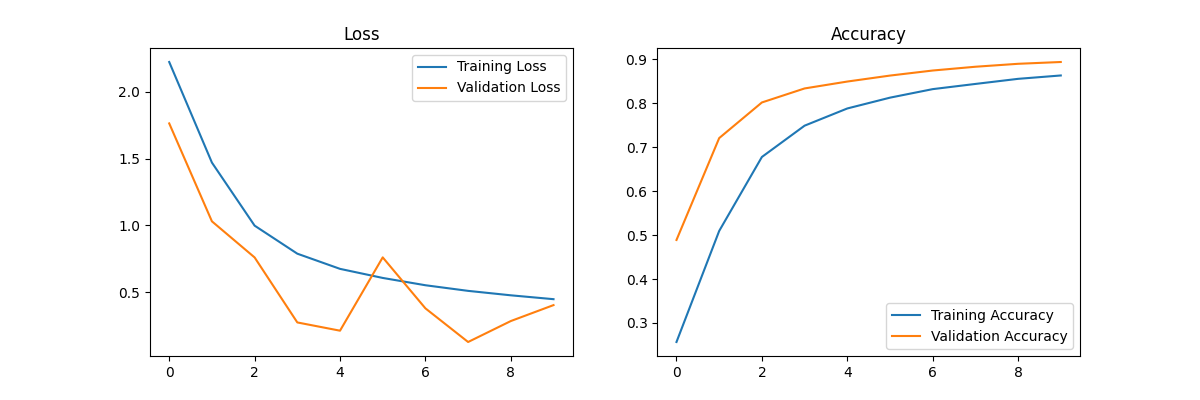 Loss
Training Loss
Validation Loss
2.0
1.5
1.0
0.5
0 2 4 6 8
Accuracy
0.9
0.8
0.7
0.6
0.5
0.4
0.3
Training Accuracy
Validation Accuracy
0 2 4 6 8